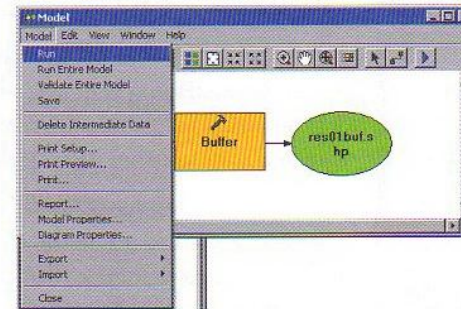 Model
Model Edit View Window Help
Run
Run Entire Model
Validate Entire Model
Save
Delete Intermediate Data
Print Setup...
Print Preview...
Print...
Report...
Model Properties...
Diagram Properties...
Export
Import
Close
Buffer
res01buf.s
hp